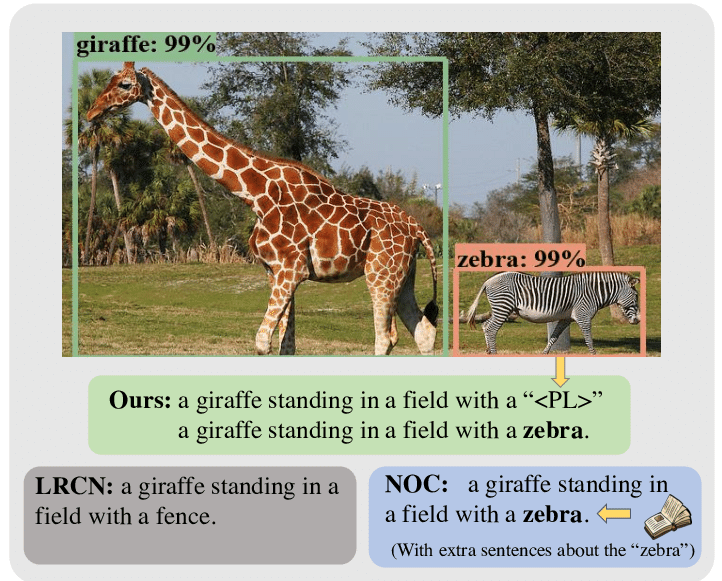 giraffe: 99%
zebra: 99%
Ours: a giraffe standing in a field with a “<PL>”
a giraffe standing in a field with a zebra.
LRCN: a giraffe standing in a
field with a fence.
NOC: a giraffe standing in
a field with a zebra.
(With extra sentences about the “zebra”)